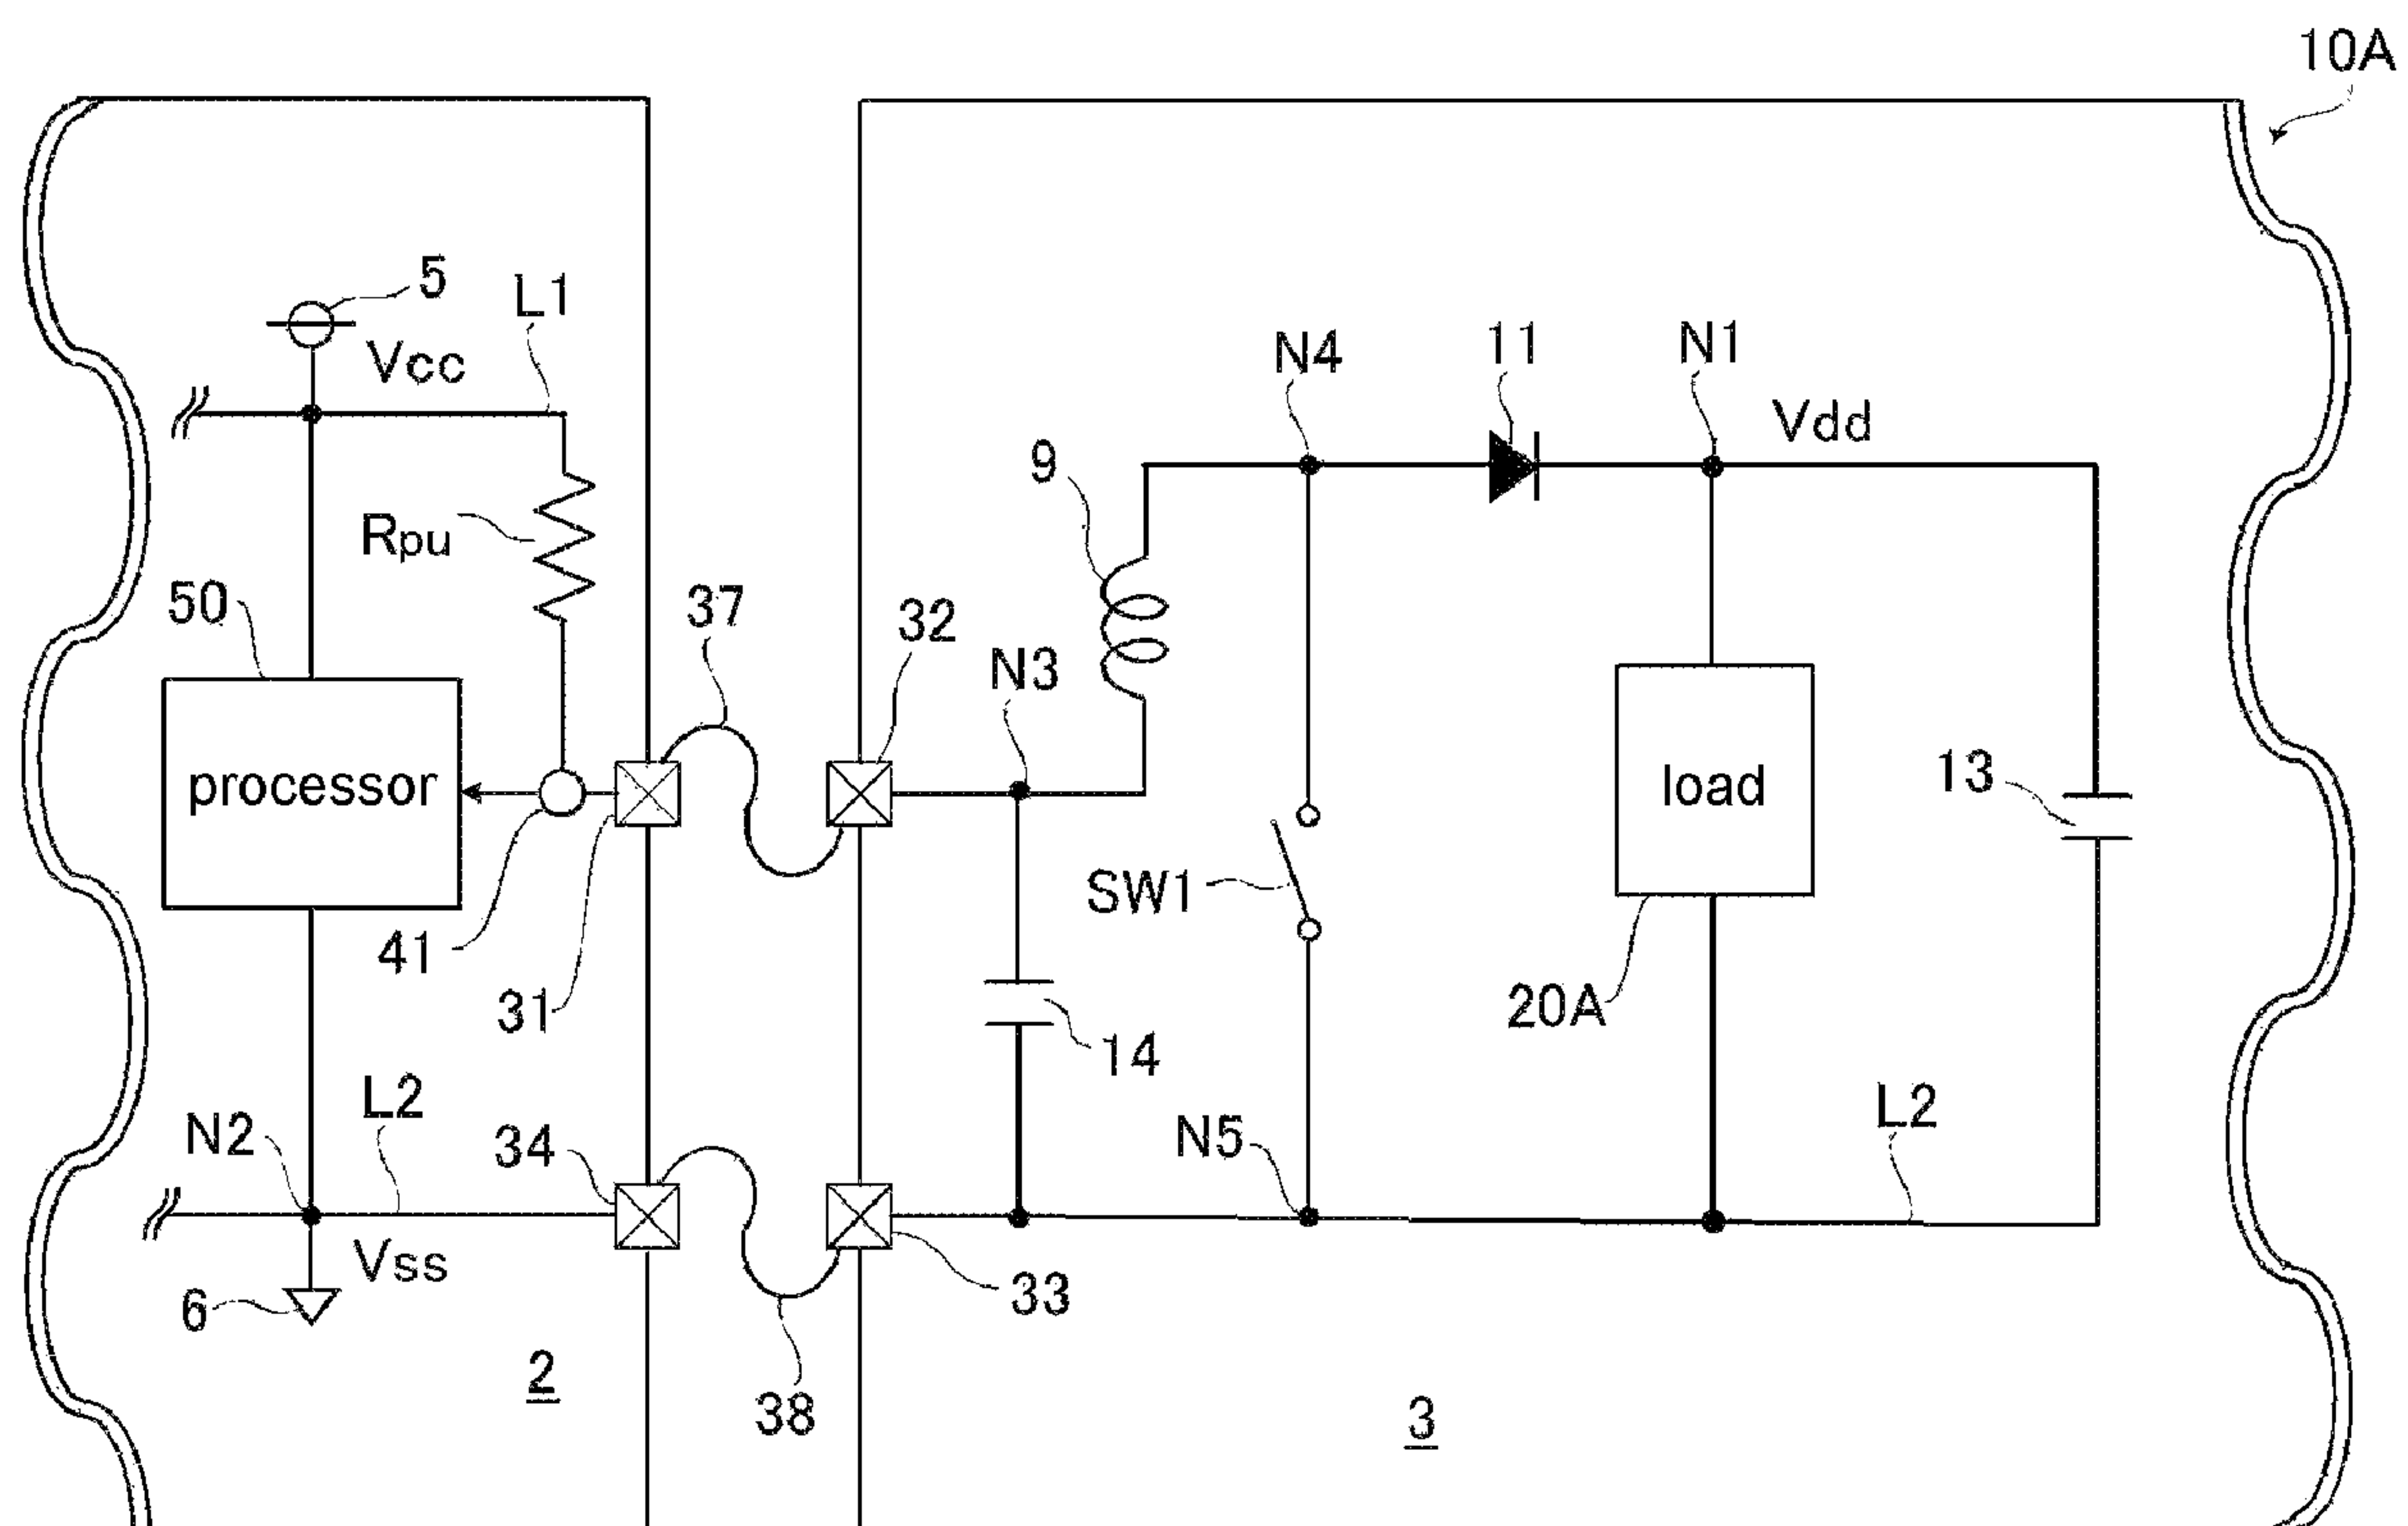 10A
5
L1
Vcc
N4
11
N1
Vdd
9
Rpu
50
37
32
N3
processor
load
13
SW1
41
31
20A
14
L2
N2
34
N5
L2
Vss
6
33
2
38
3